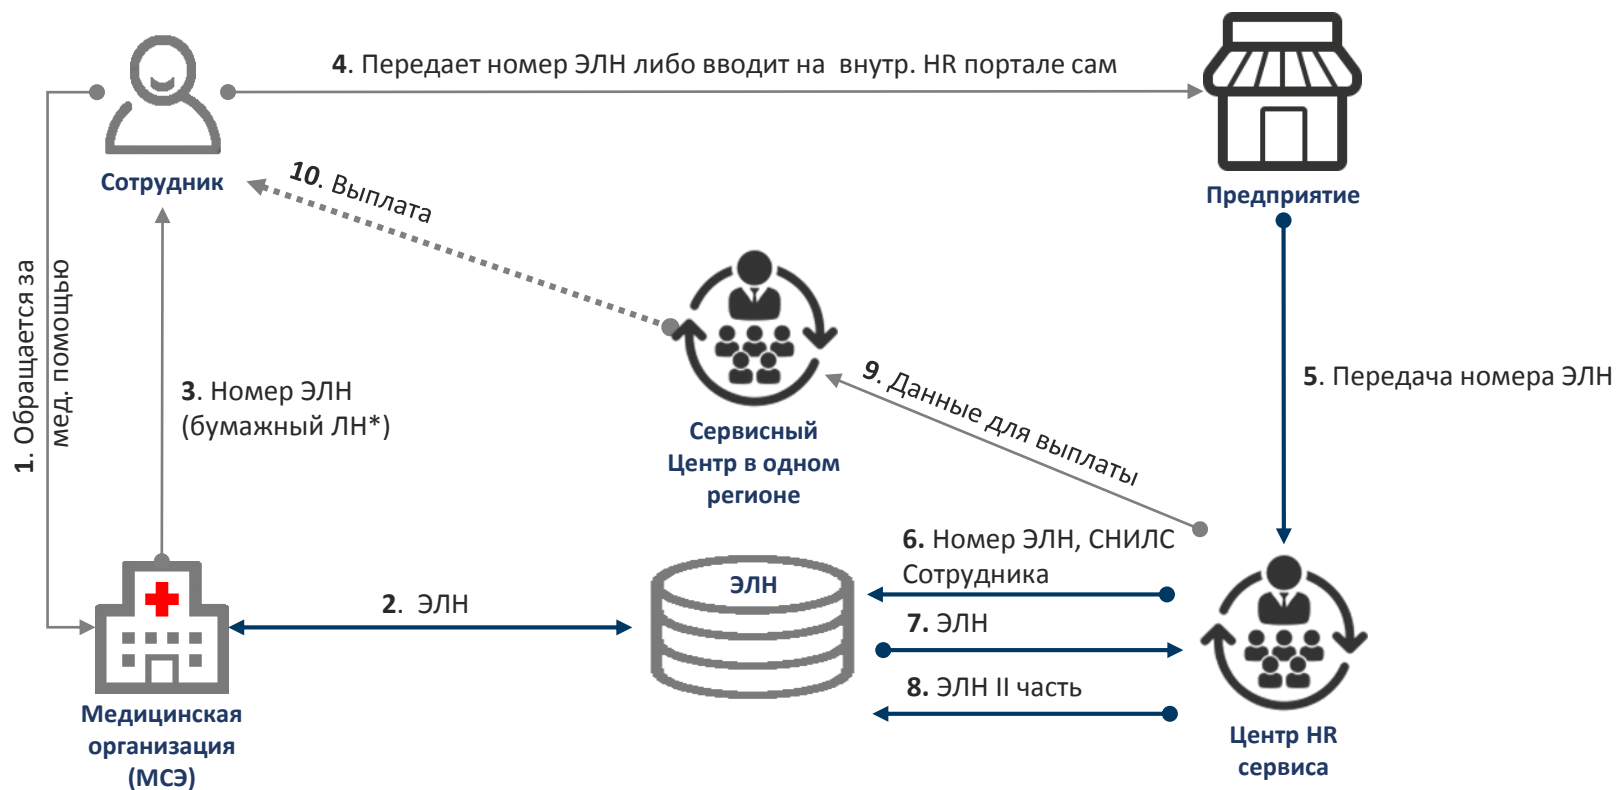 4. Передает номер ЭЛН либо вводит на внутр. HR портале сам
Сотрудник
Предприятие
10. Выплата
1. Обращается за
мед. помощью
3. Номер ЭЛН
(бумажный ЛН*)
5. Передача номера ЭЛН
9. Данные для выплаты
Сервисный
Центр в одном
регионе
6. Номер ЭЛН, СНИЛС
Сотрудника
ЭЛН
2. ЭЛН
7. ЭЛН
8. ЭЛН II часть
Медицинская
организация
(МСЭ)
Центр HR
сервиса